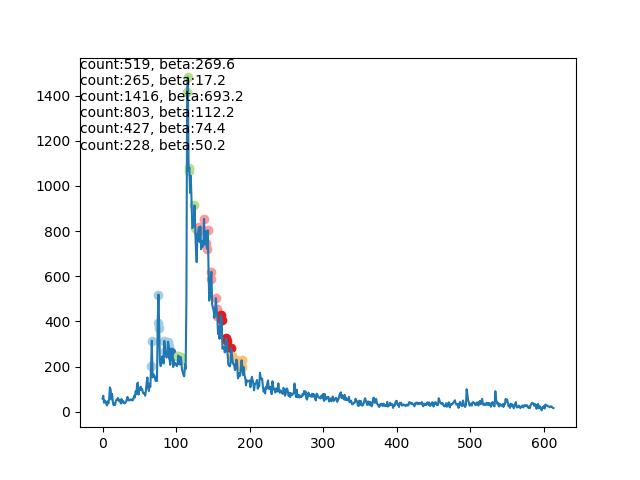 count:519, beta:269.6
count:265, beta:17.2
count:1416, beta:693.2
count:803, beta:112.2
count:427, beta:74.4
count:228, beta:50.2
1400
1200
1000
800
600
400
200
0
0 100 200 300 400 500 600